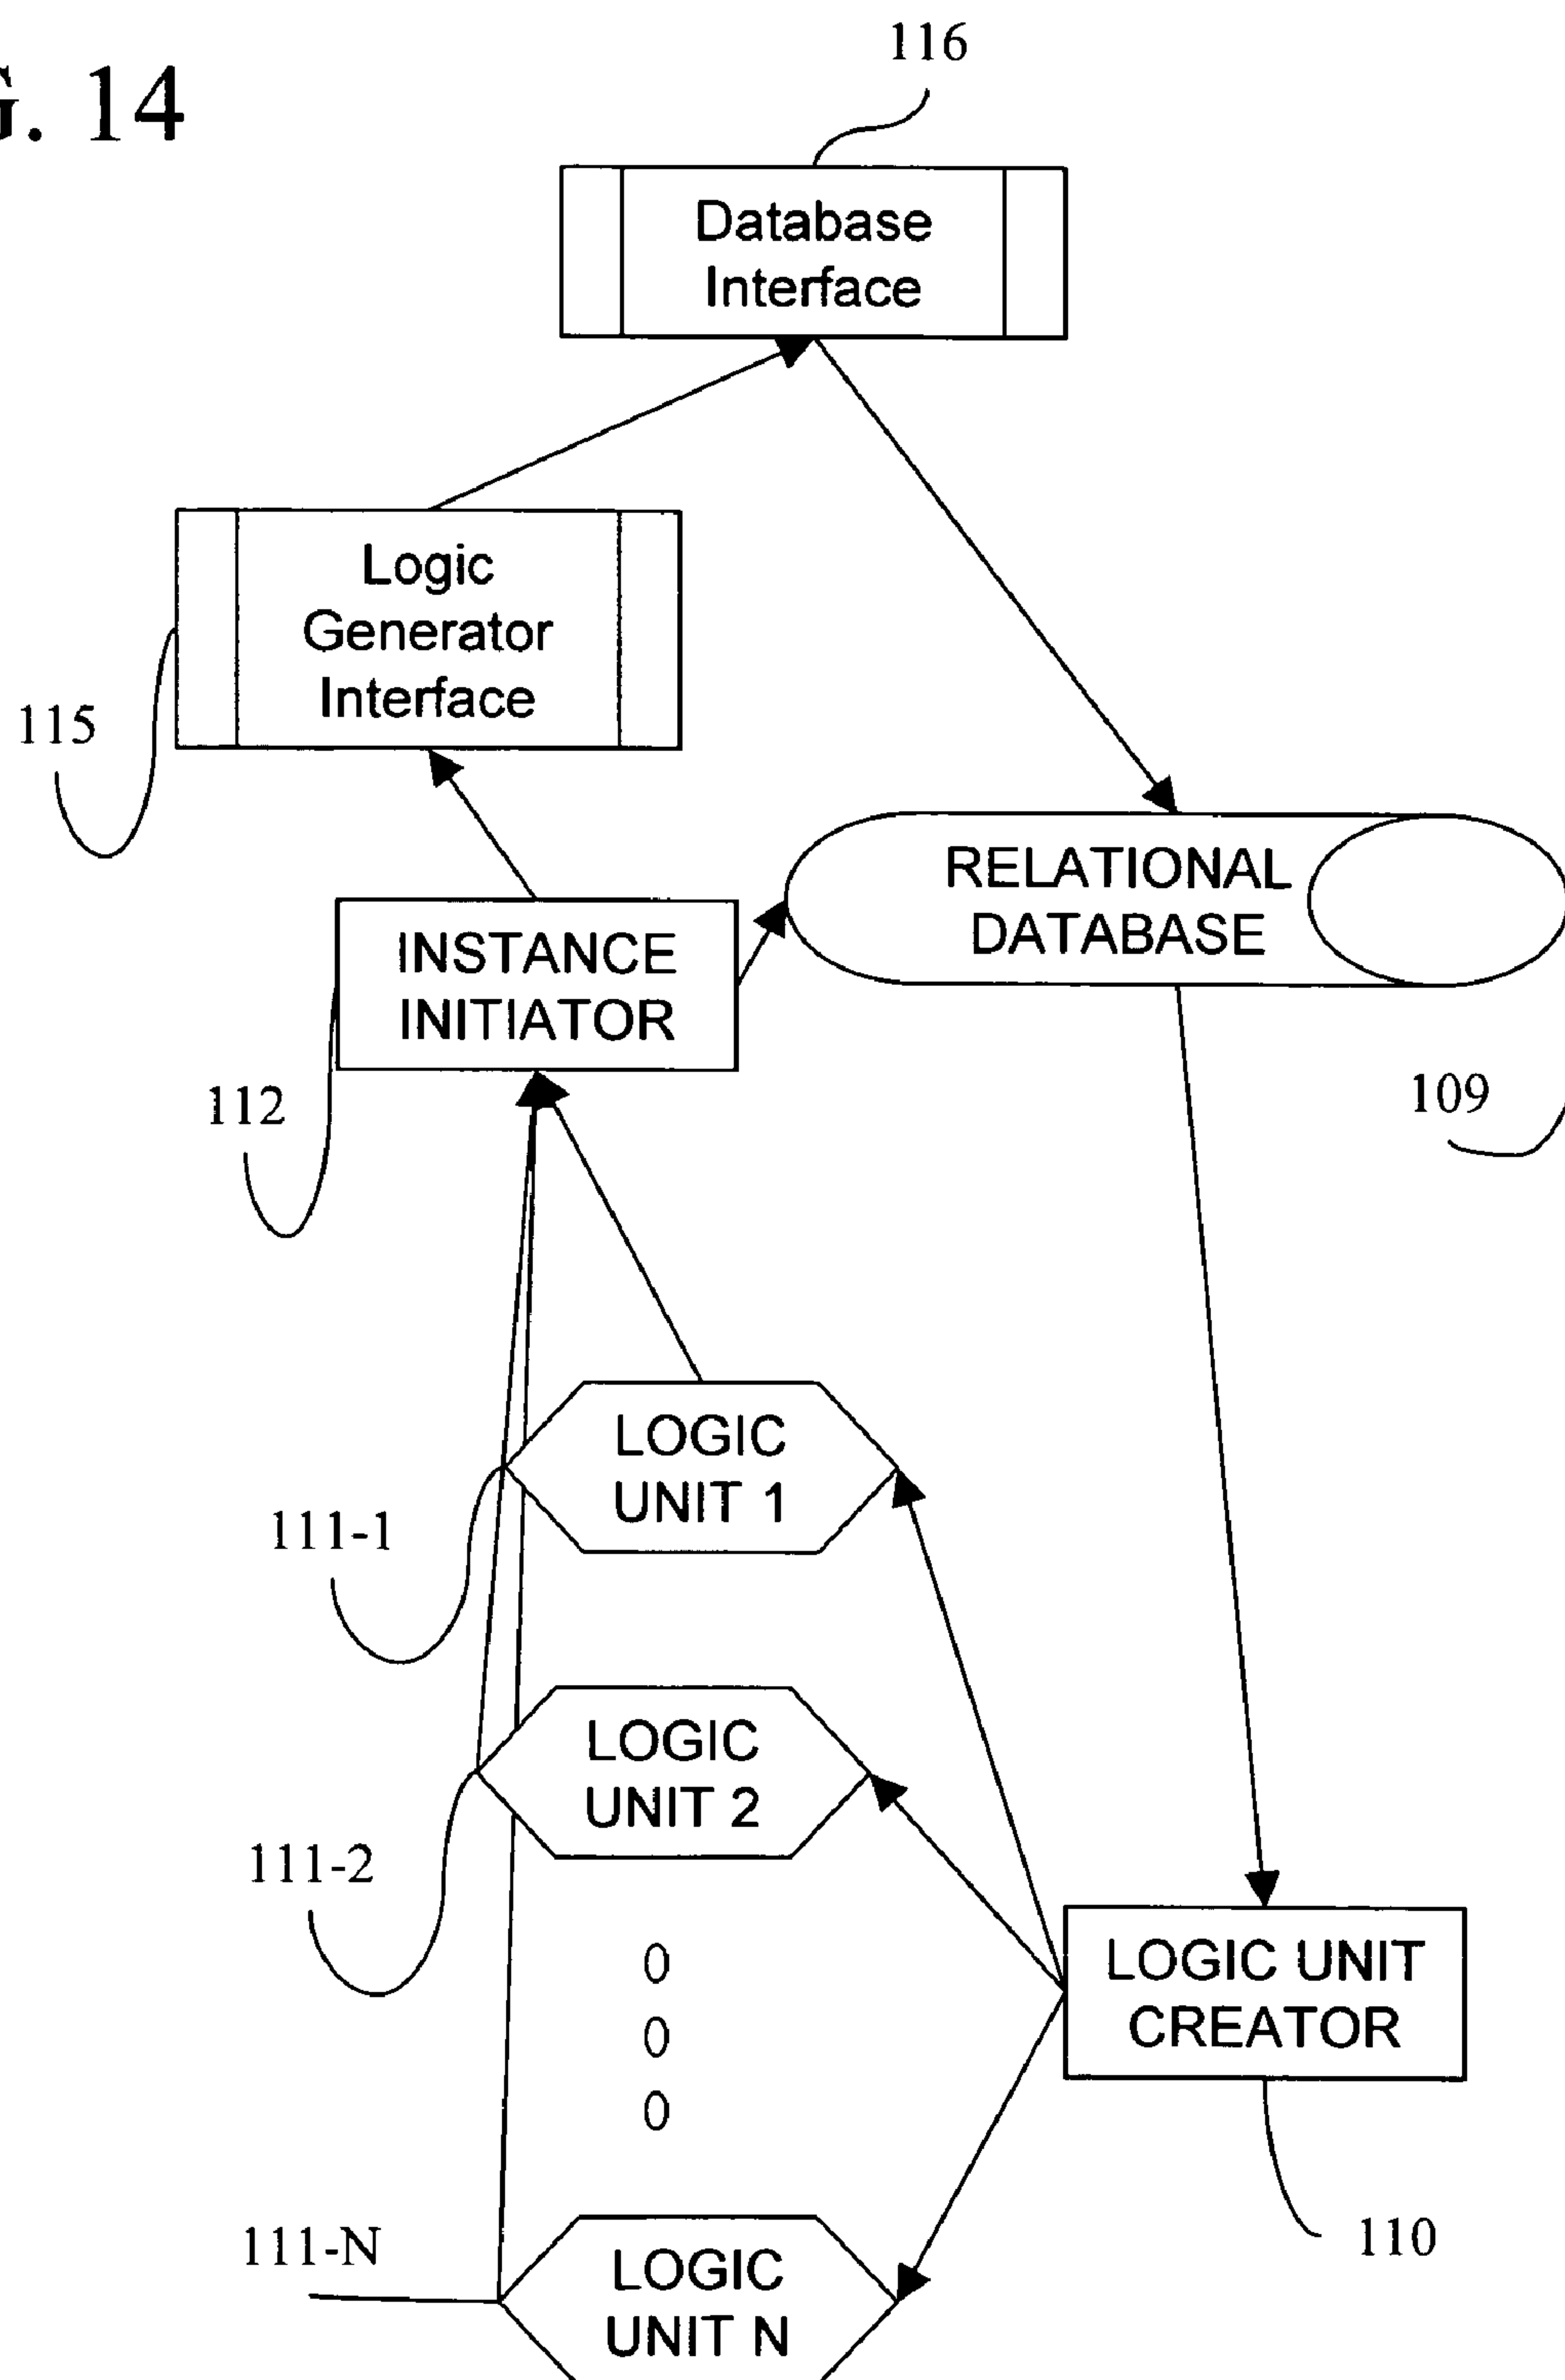 G. 14
116
Database
Interface
Logic
Generator
Interface
115
RELATIONAL
DATABASE
INSTANCE
INITIATOR
112
109
LOGIC
UNIT 1
111-1
LOGIC
UNIT 2
111-2
0
0
0
LOGIC UNIT
CREATOR
110
111-N
LOGIC
UNIT N